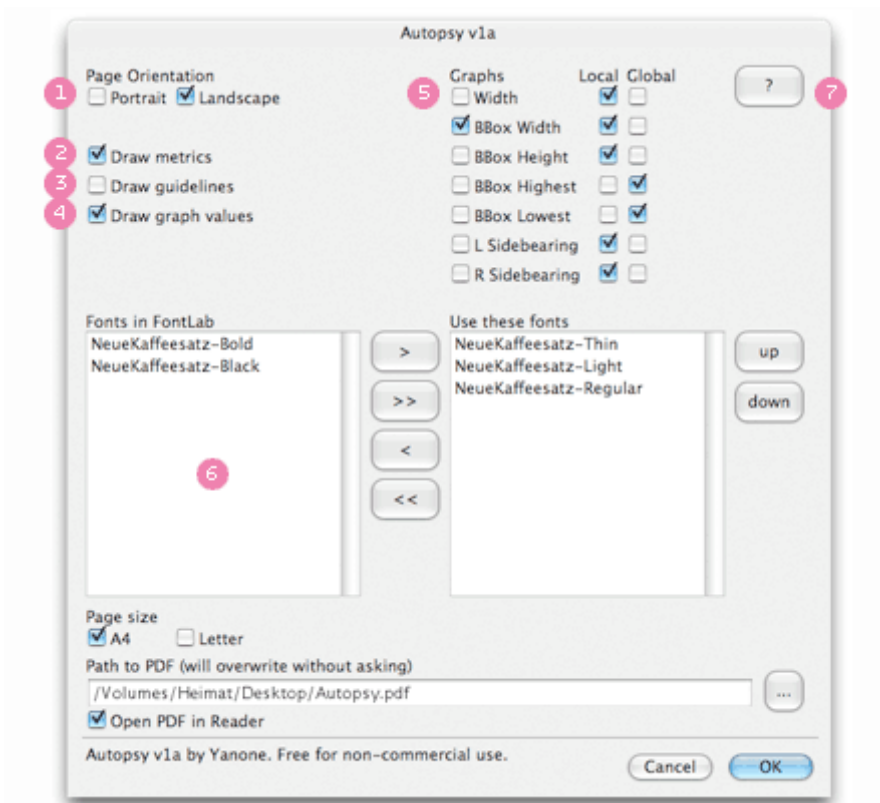 Autopsy v1a
Page Orientation
1 Portrait Landscape
2 Draw metrics
3 Draw guidelines
4 Draw graph values
Graphs Local Global
5 Width
BBox Width
BBox Height
BBox Highest
BBox Lowest
L Sidebearing
R Sidebearing
? 7
Fonts in FontLab
NeueKaffeesatz-Bold
NeueKaffeesatz-Black
6
>
>>
<
<<
Use these fonts
NeueKaffeesatz-Thin
NeueKaffeesatz-Light
NeueKaffeesatz-Regular
up
down
Page size
A4 Letter
Path to PDF (will overwrite without asking)
/Volumes/Heimat/Desktop/Autopsy.pdf ...
Open PDF in Reader
Autopsy v1a by Yanone. Free for non-commercial use.
Cancel OK